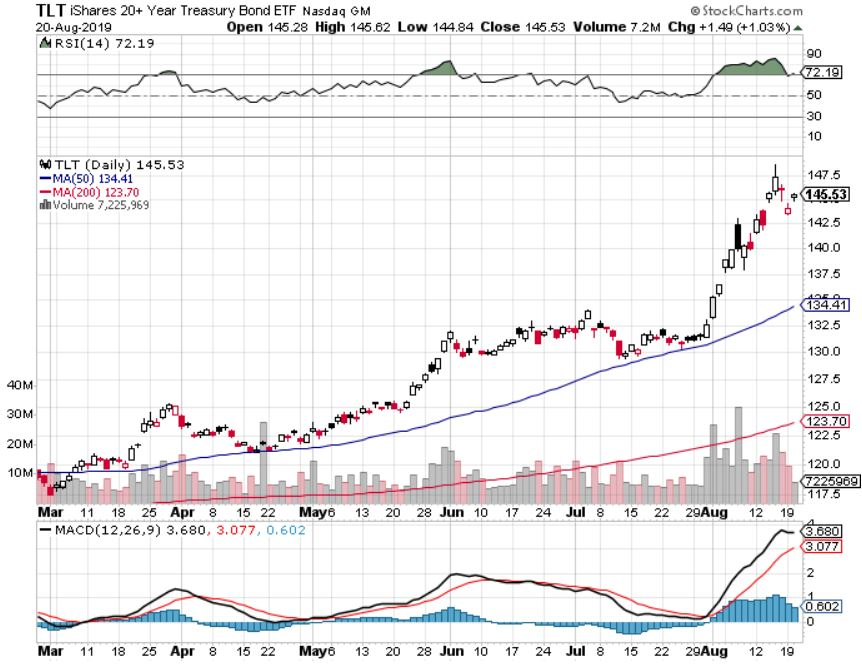 TLT iShares 20+ Year Treasury Bond ETF Nasdaq GM © StockCharts.com
20-Aug-2019 Open 145.28 High 145.62 Low 144.84 Close 145.53 Volume 7.2M Chg +1.49 (+1.03%)
RSI(14) 72.19
90
72.19
50
30
10
TLT (Daily) 145.53
MA(50) 134.41
MA(200) 123.70
Volume 7,225,969
147.5
145.53
142.5
140.0
137.5
134.41
132.5
130.0
127.5
40M 125.0
30M
123.70
20M 122.5
10M 120.0
7225969
117.5
Mar 11 18 25 Apr 8 15 22 May 6 13 20 28 Jun 10 17 24 Jul 8 15 22 29 Aug 12 19
MACD(12,26,9) 3.680, 3.077, 0.602
4
3.680
3.077
2
1
0.602
0
Mar 11 18 25 Apr 8 15 22 May 6 13 20 28 Jun 10 17 24 Jul 8 15 22 29 Aug 12 19